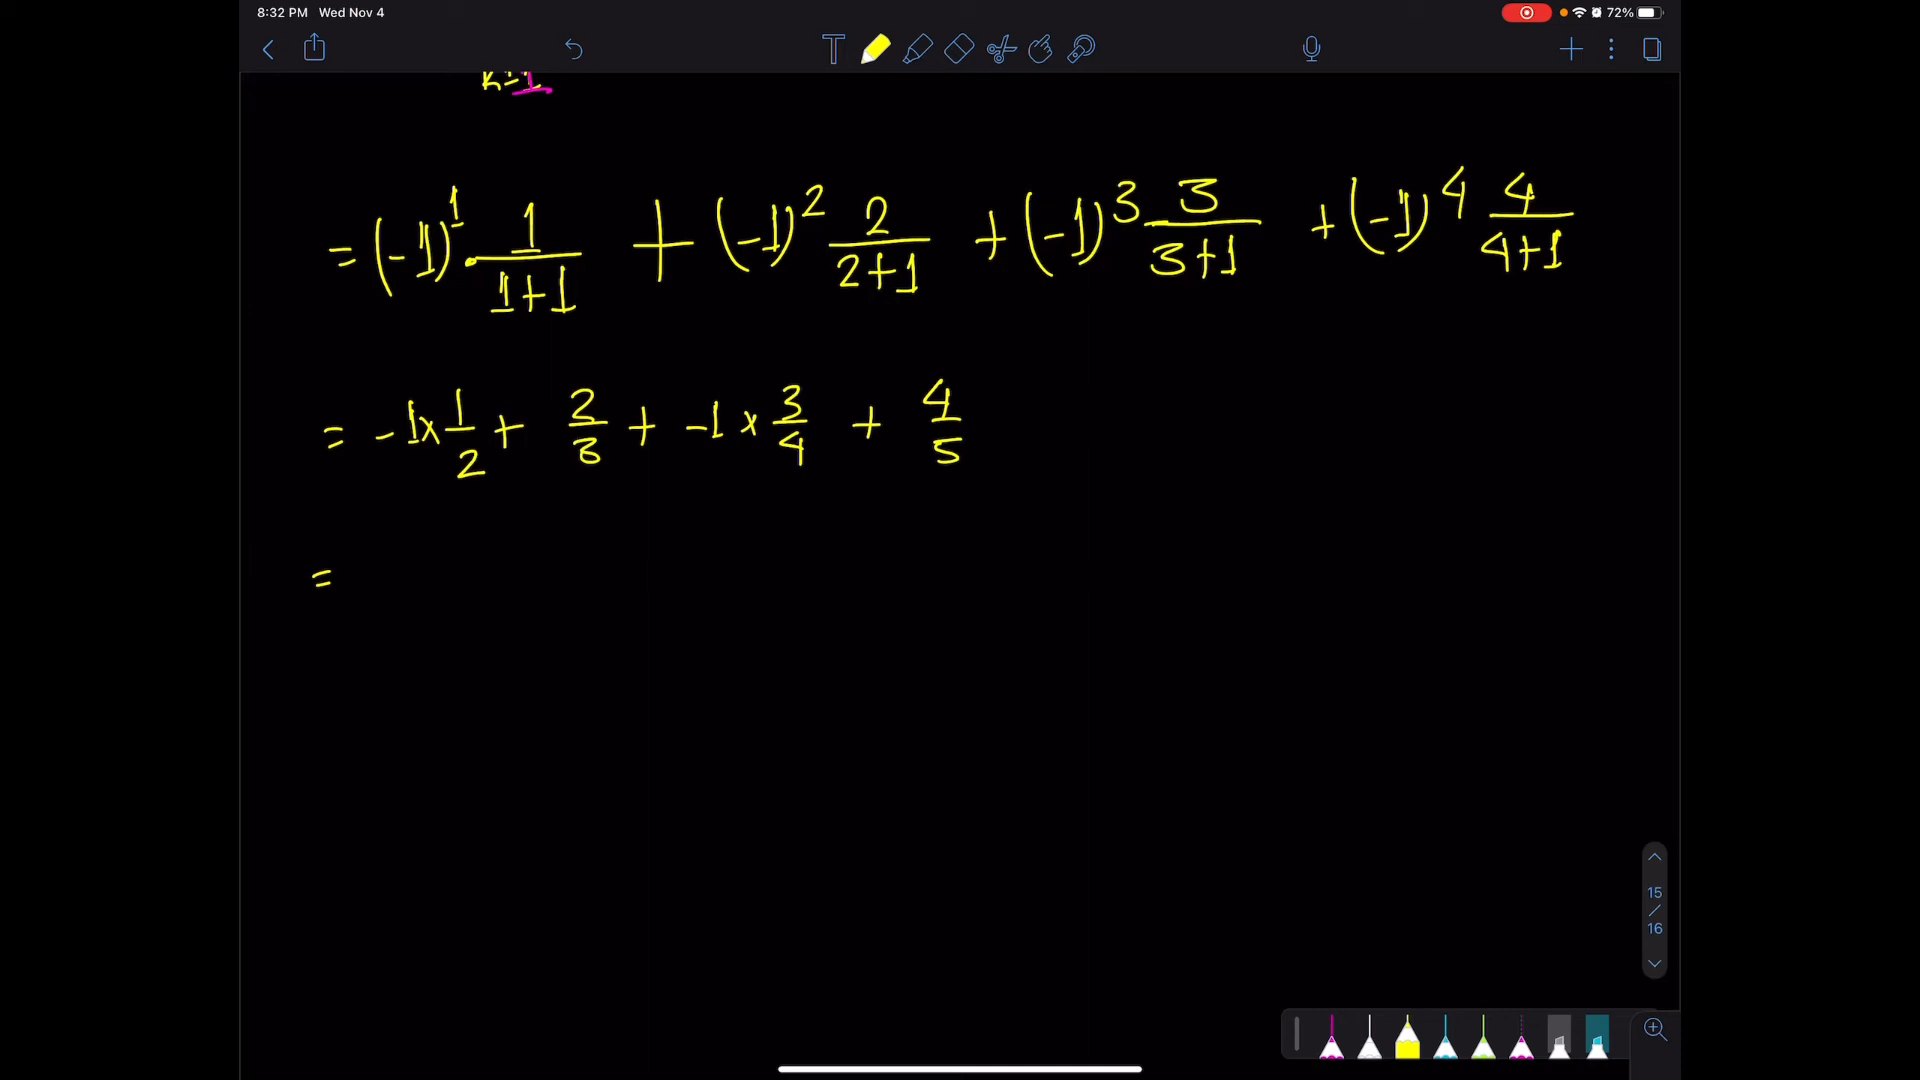 8:32 PM Wed Nov 4 72%
k=1
= (-1)¹ · 1/(1+1) + (-1)² 2/(2+1) + (-1)³ 3/(3+1) + (-1)⁴ 4/(4+1)
= -1 × 1/2 + 2/3 + -1 × 3/4 + 4/5
=
15
/
16